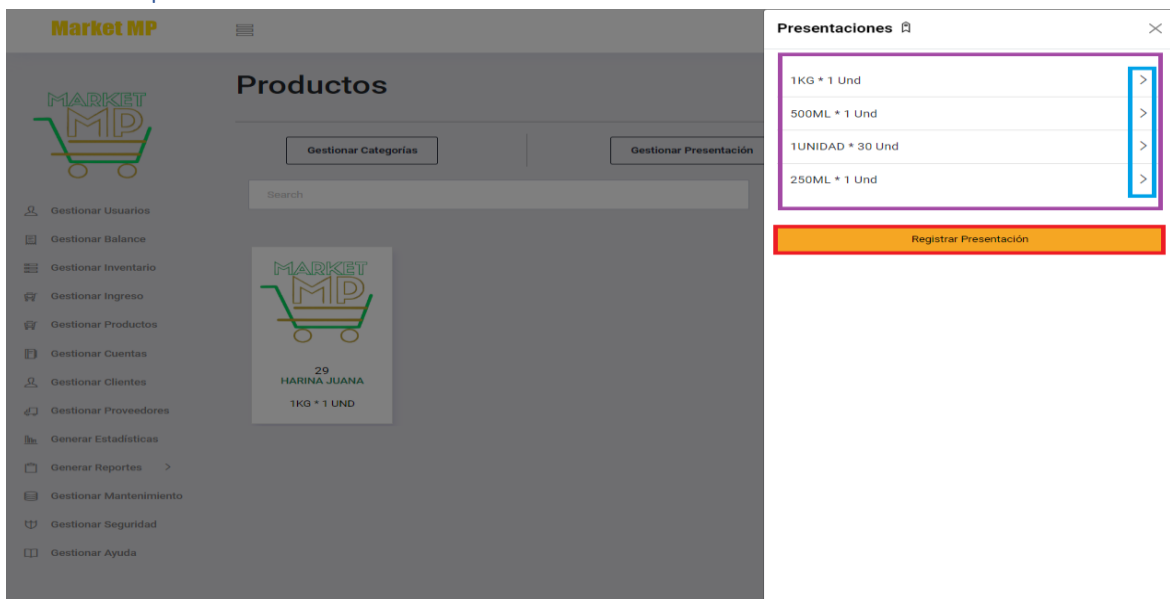 Market MP
Presentaciones
MARKET
MP
Productos
Gestionar Categorías
Gestionar Presentación
Search
1KG * 1 Und
500ML * 1 Und
1UNIDAD * 30 Und
250ML * 1 Und
Registrar Presentación
Gestionar Usuarios
Gestionar Balance
Gestionar Inventario
Gestionar Ingreso
Gestionar Productos
Gestionar Cuentas
Gestionar Clientes
Gestionar Proveedores
Generar Estadísticas
Generar Reportes
Gestionar Mantenimiento
Gestionar Seguridad
Gestionar Ayuda
MARKET
MP
29
HARINA JUANA
1KG * 1 UND